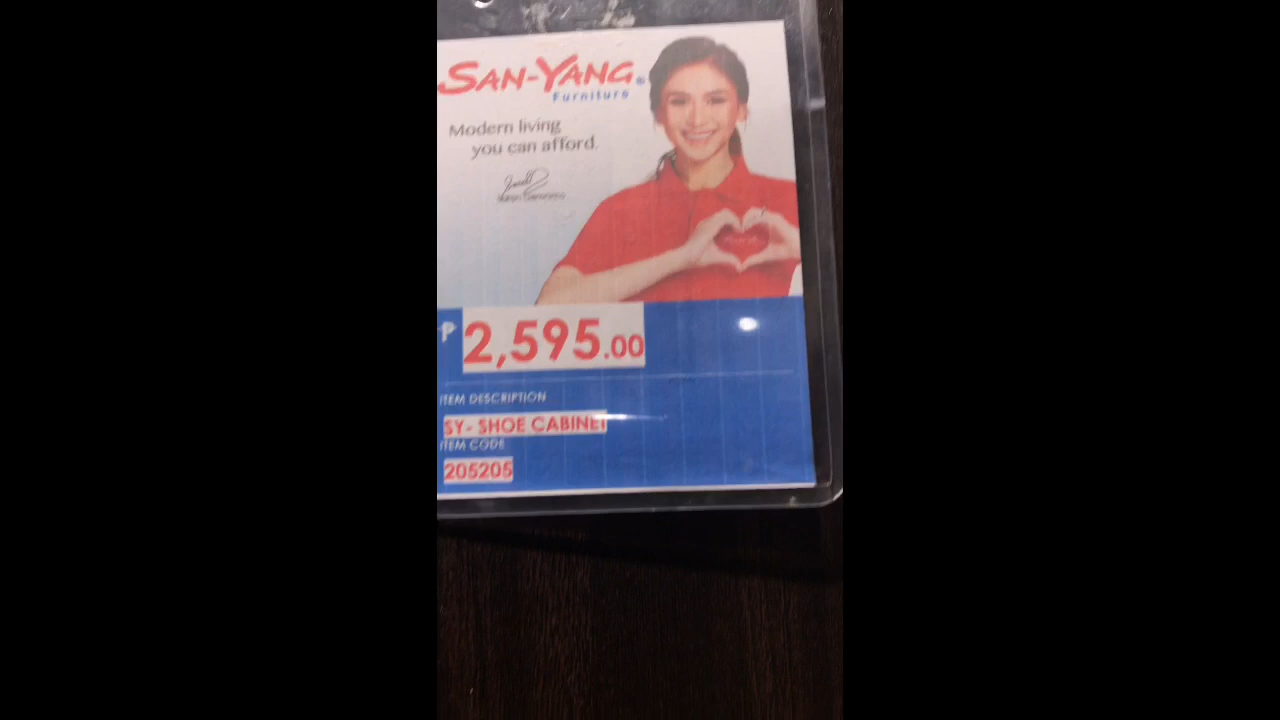 SAN-YANG
Furniture
Modern living
you can afford.
₱ 2,595.00
ITEM DESCRIPTION
SY- SHOE CABINET
ITEM CODE
205205